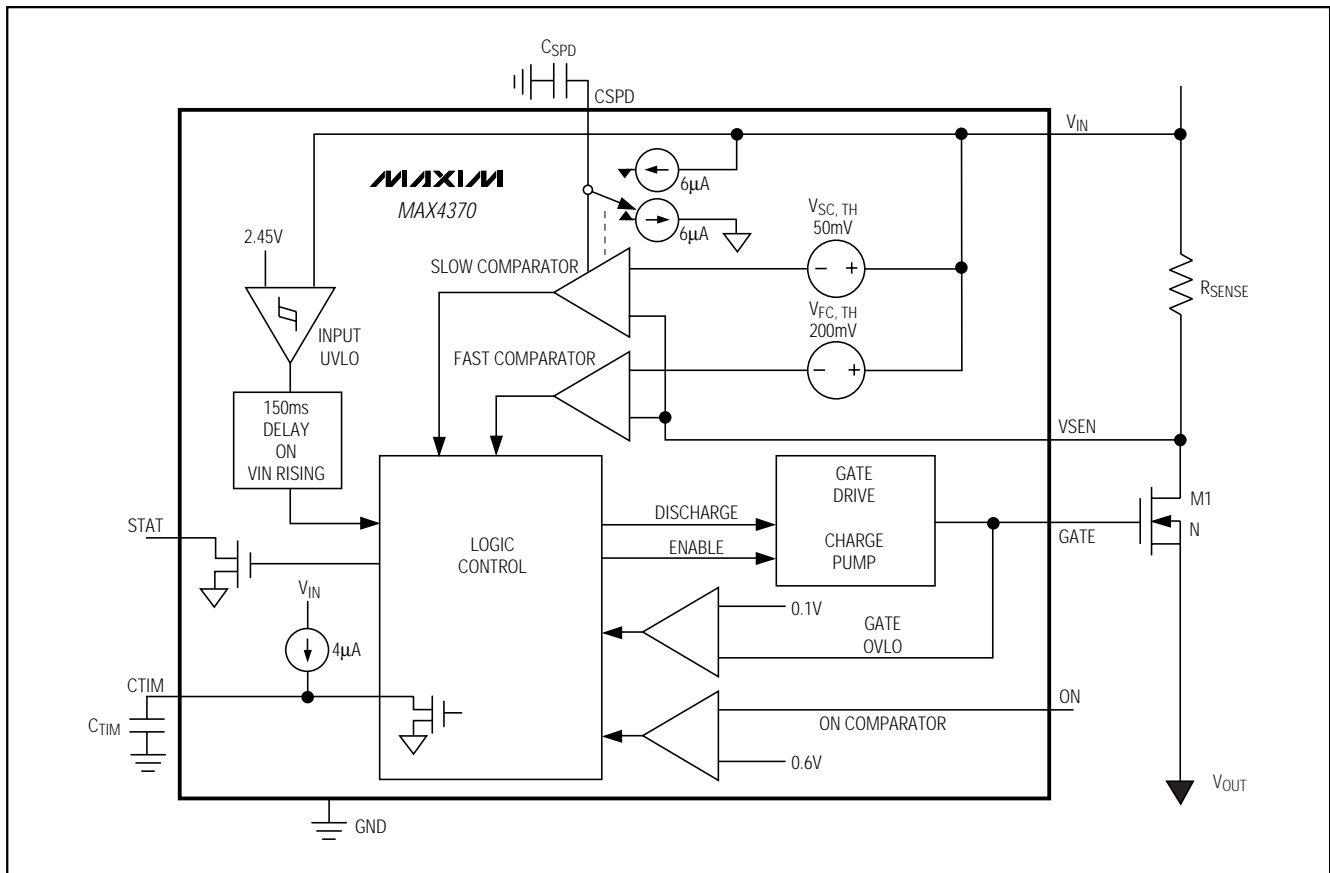 CSPD
CSPD
VIN
MAXIM
MAX4370
6µA
6µA
VSC, TH
50mV
2.45V
SLOW COMPARATOR
RSENSE
VFC, TH
200mV
INPUT
UVLO
FAST COMPARATOR
150ms
DELAY
ON
VIN RISING
VSEN
GATE
DRIVE
CHARGE
PUMP
M1
N
STAT
DISCHARGE
ENABLE
GATE
LOGIC
CONTROL
VIN
4µA
0.1V
GATE
OVLO
CTIM
CTIM
ON
ON COMPARATOR
0.6V
VOUT
GND